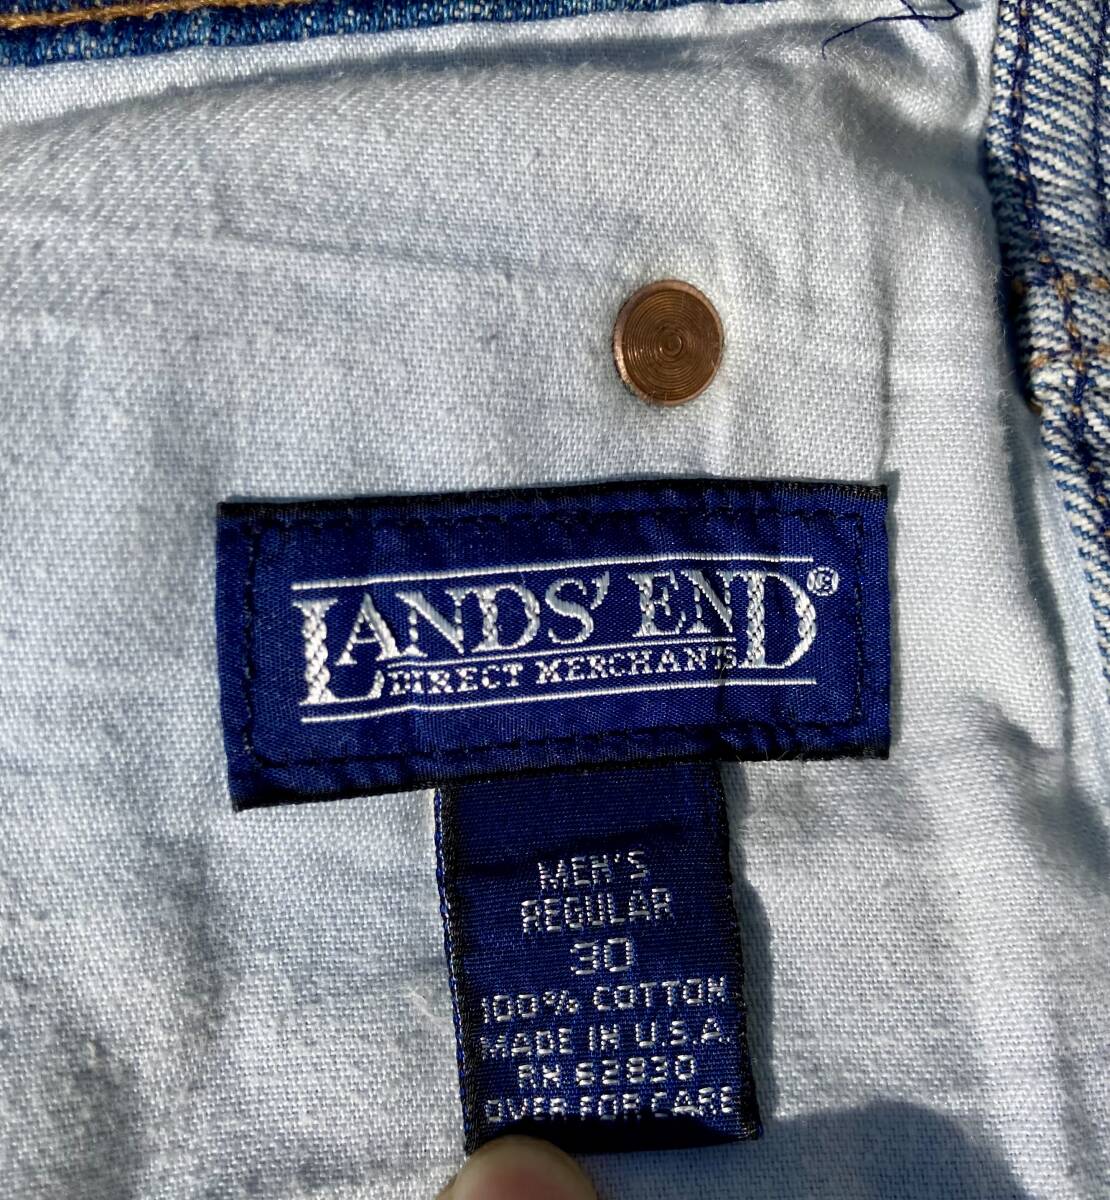 LANDS' END®
DIRECT MERCHANTS
MEN'S
REGULAR
30
100% COTTON
MADE IN U.S.A.
RN 62830
OVER FOR CARE